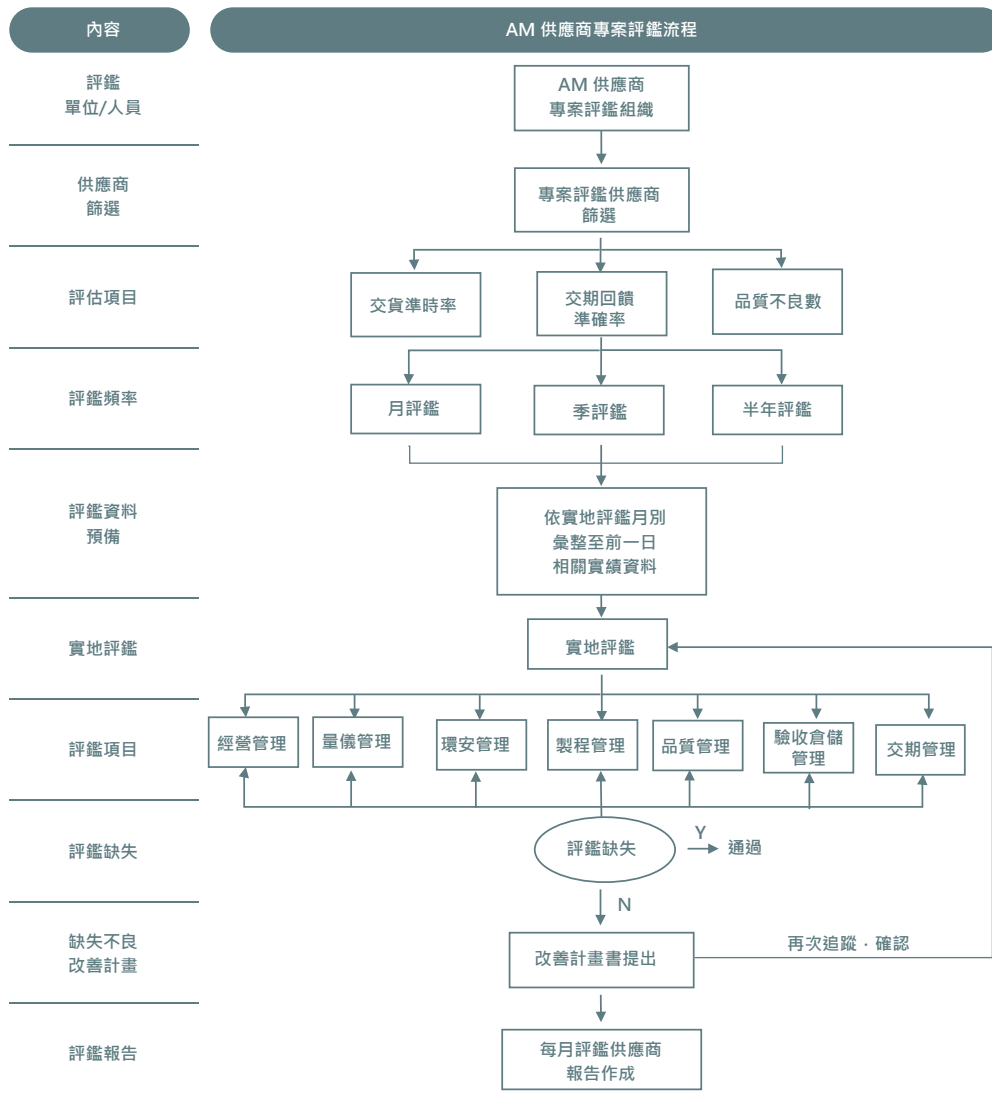 內容
AM 供應商專案評鑑流程
評鑑
單位/人員
AM 供應商
專案評鑑組織
供應商
篩選
專案評鑑供應商
篩選
評估項目
交貨準時率
交期回饋
準確率
品質不良數
評鑑頻率
月評鑑
季評鑑
半年評鑑
評鑑資料
預備
依實地評鑑月別
彙整至前一日
相關實績資料
實地評鑑
實地評鑑
評鑑項目
經營管理
量儀管理
環安管理
製程管理
品質管理
驗收倉儲
管理
交期管理
評鑑缺失
評鑑缺失
Y
通過
N
缺失不良
改善計畫
改善計畫書提出
再次追蹤．確認
評鑑報告
每月評鑑供應商
報告作成